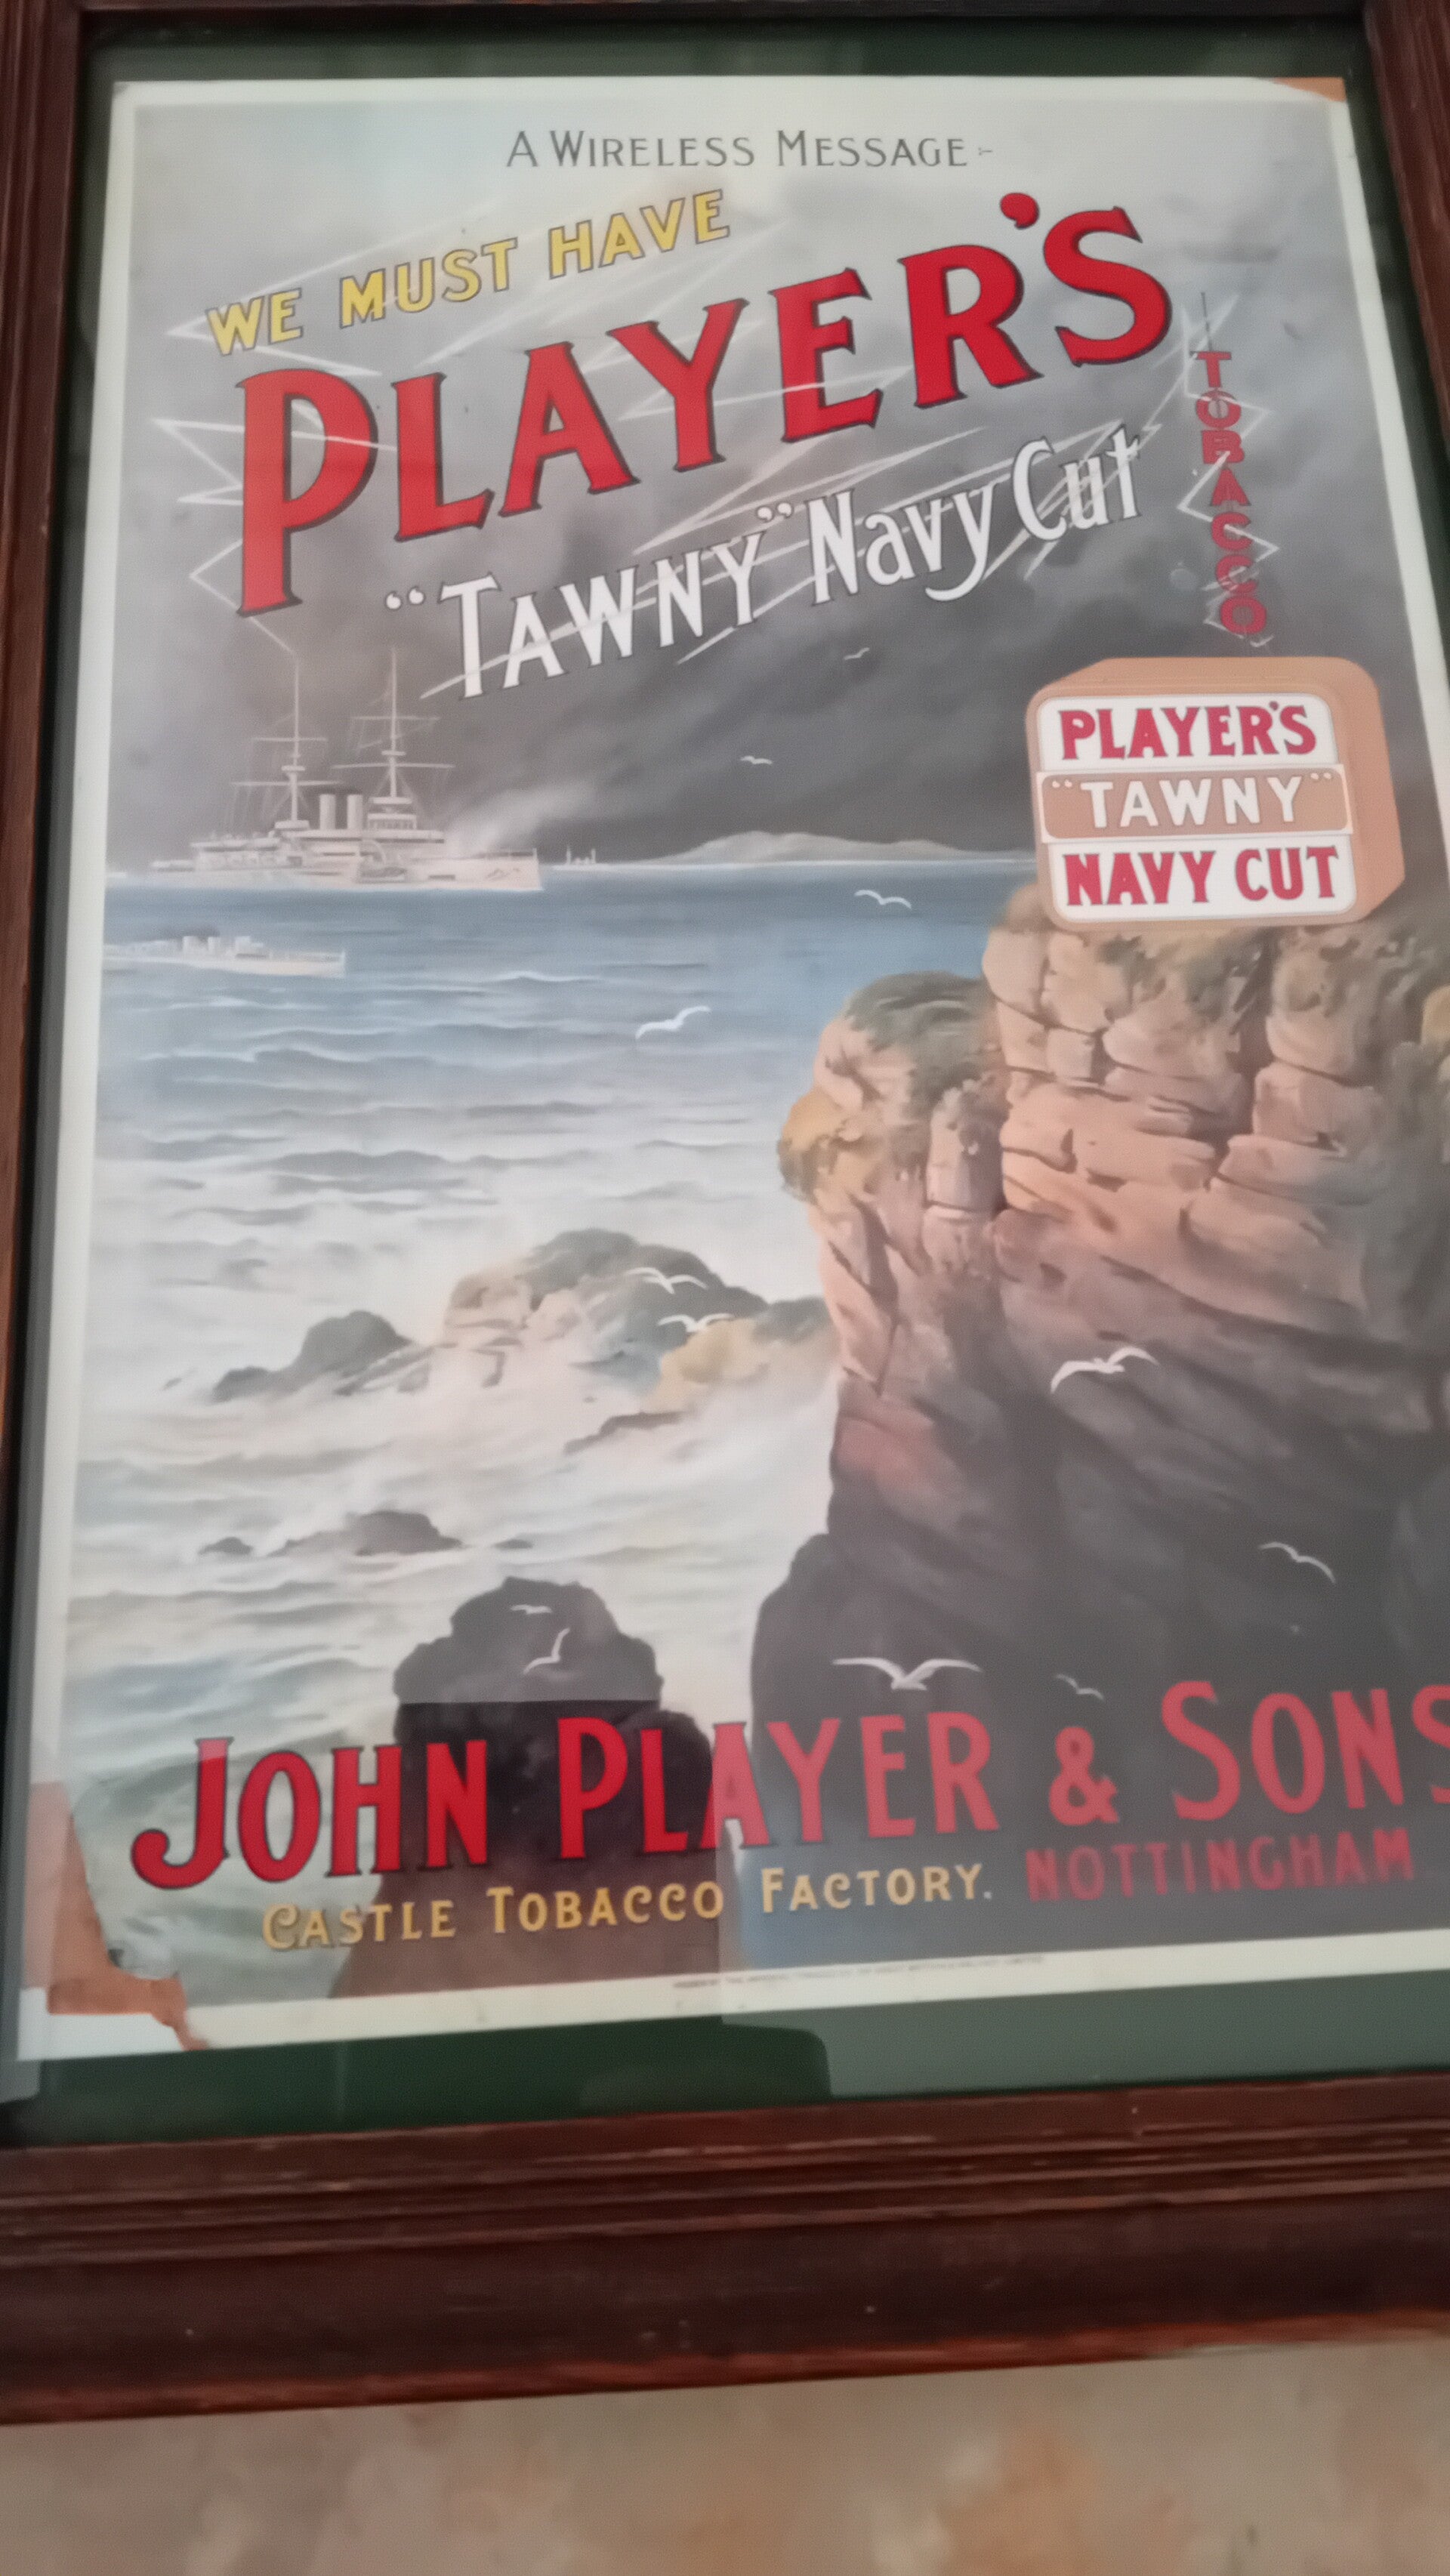 A WIRELESS MESSAGE:-
WE MUST HAVE
PLAYER'S
"TAWNY" Navy Cut
TOBACCO
PLAYER'S
"TAWNY"
NAVY CUT
JOHN PLAYER & SONS
CASTLE TOBACCO FACTORY. NOTTINGHAM